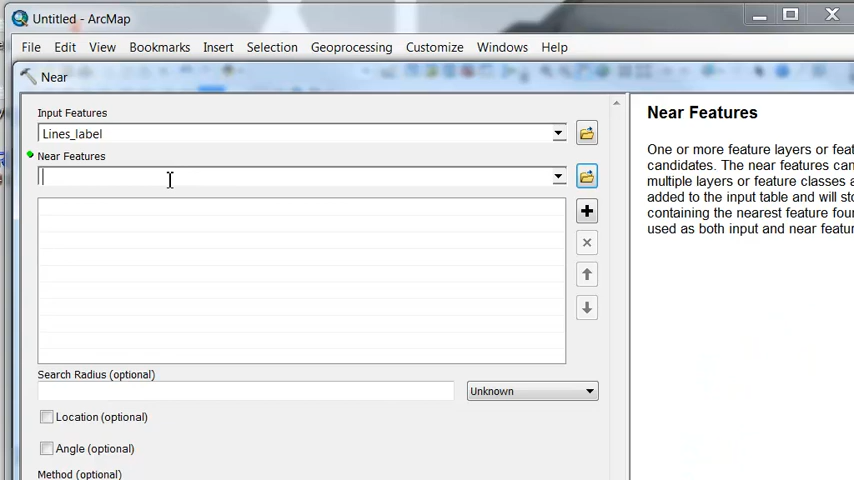 Untitled - ArcMap
File Edit View Bookmarks Insert Selection Geoprocessing Customize Windows Help
Near
Input Features
Lines_label
Near Features
Search Radius (optional)
Unknown
Location (optional)
Angle (optional)
Method (optional)
Near Features
One or more feature layers or feat
candidates. The near features can
multiple layers or feature classes a
added to the input table and will sto
containing the nearest feature foun
used as both input and near featur